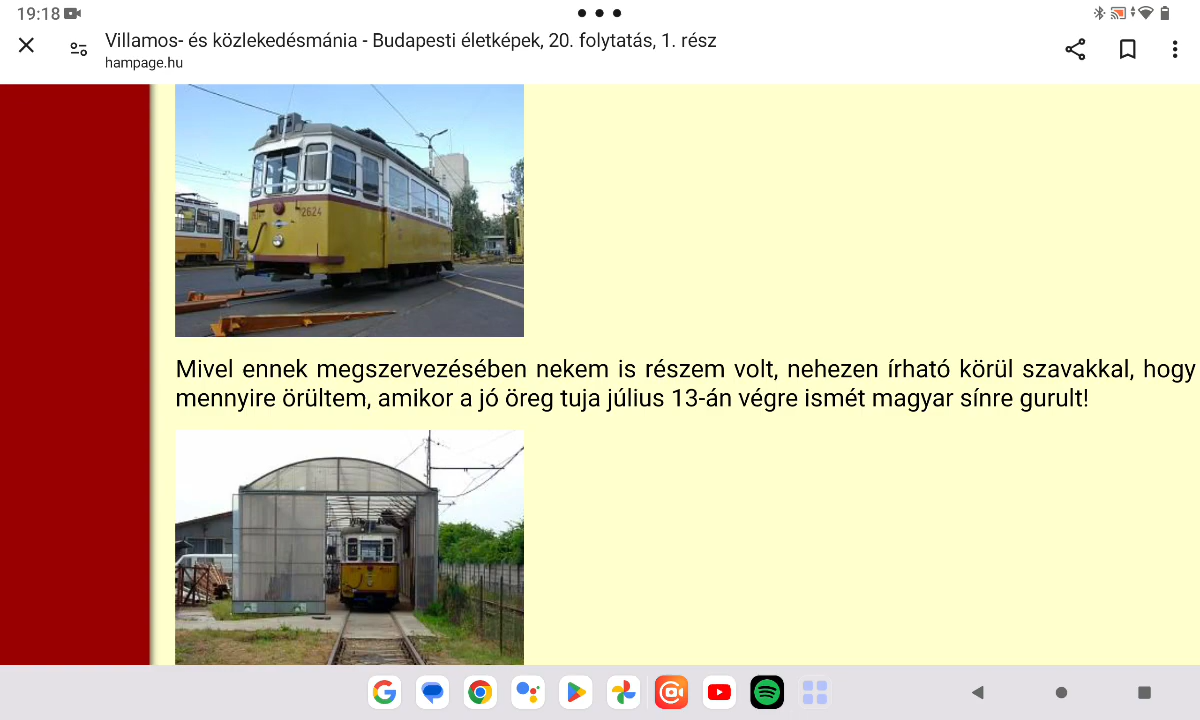 19:18
Villamos- és közlekedésmánia - Budapesti életképek, 20. folytatás, 1. rész
hampage.hu
2624
Mivel ennek megszervezésében nekem is részem volt, nehezen írható körül szavakkal, hogy
mennyire örültem, amikor a jó öreg tuja július 13-án végre ismét magyar sínre gurult!